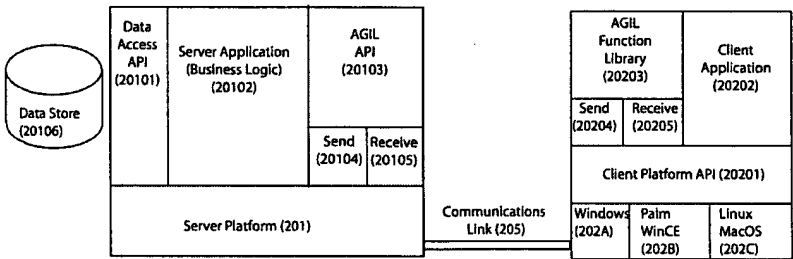 Data
Access
API
(20101)
Server Application
(Business Logic)
(20102)
AGIL
API
(20103)
Send
(20104)
Receive
(20105)
Data Store
(20106)
Server Platform (201)
Communications
Link (205)
AGIL
Function
Library
(20203)
Client
Application
(20202)
Send
(20204)
Receive
(20205)
Client Platform API (20201)
Windows
(202A)
Palm
WinCE
(202B)
Linux
MacOS
(202C)